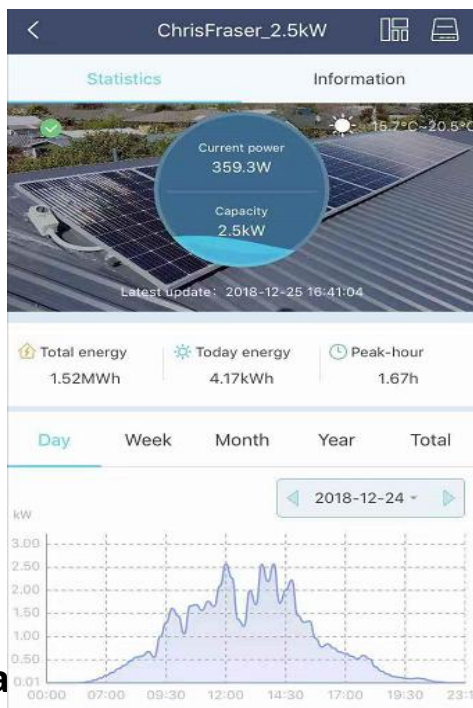 ChrisFraser_2.5kW
Statistics Information
15.7°C~20.5°C
Current power
359.3W
Capacity
2.5kW
Latest update: 2018-12-25 16:41:04
Total energy Today energy Peak-hour
1.52MWh 4.17kWh 1.67h
Day Week Month Year Total
2018-12-24
kW
3.00
2.50
2.00
1.50
1.00
0.50
a
0.01
00:00 07:00 09:30 12:00 14:30 17:00 19:30